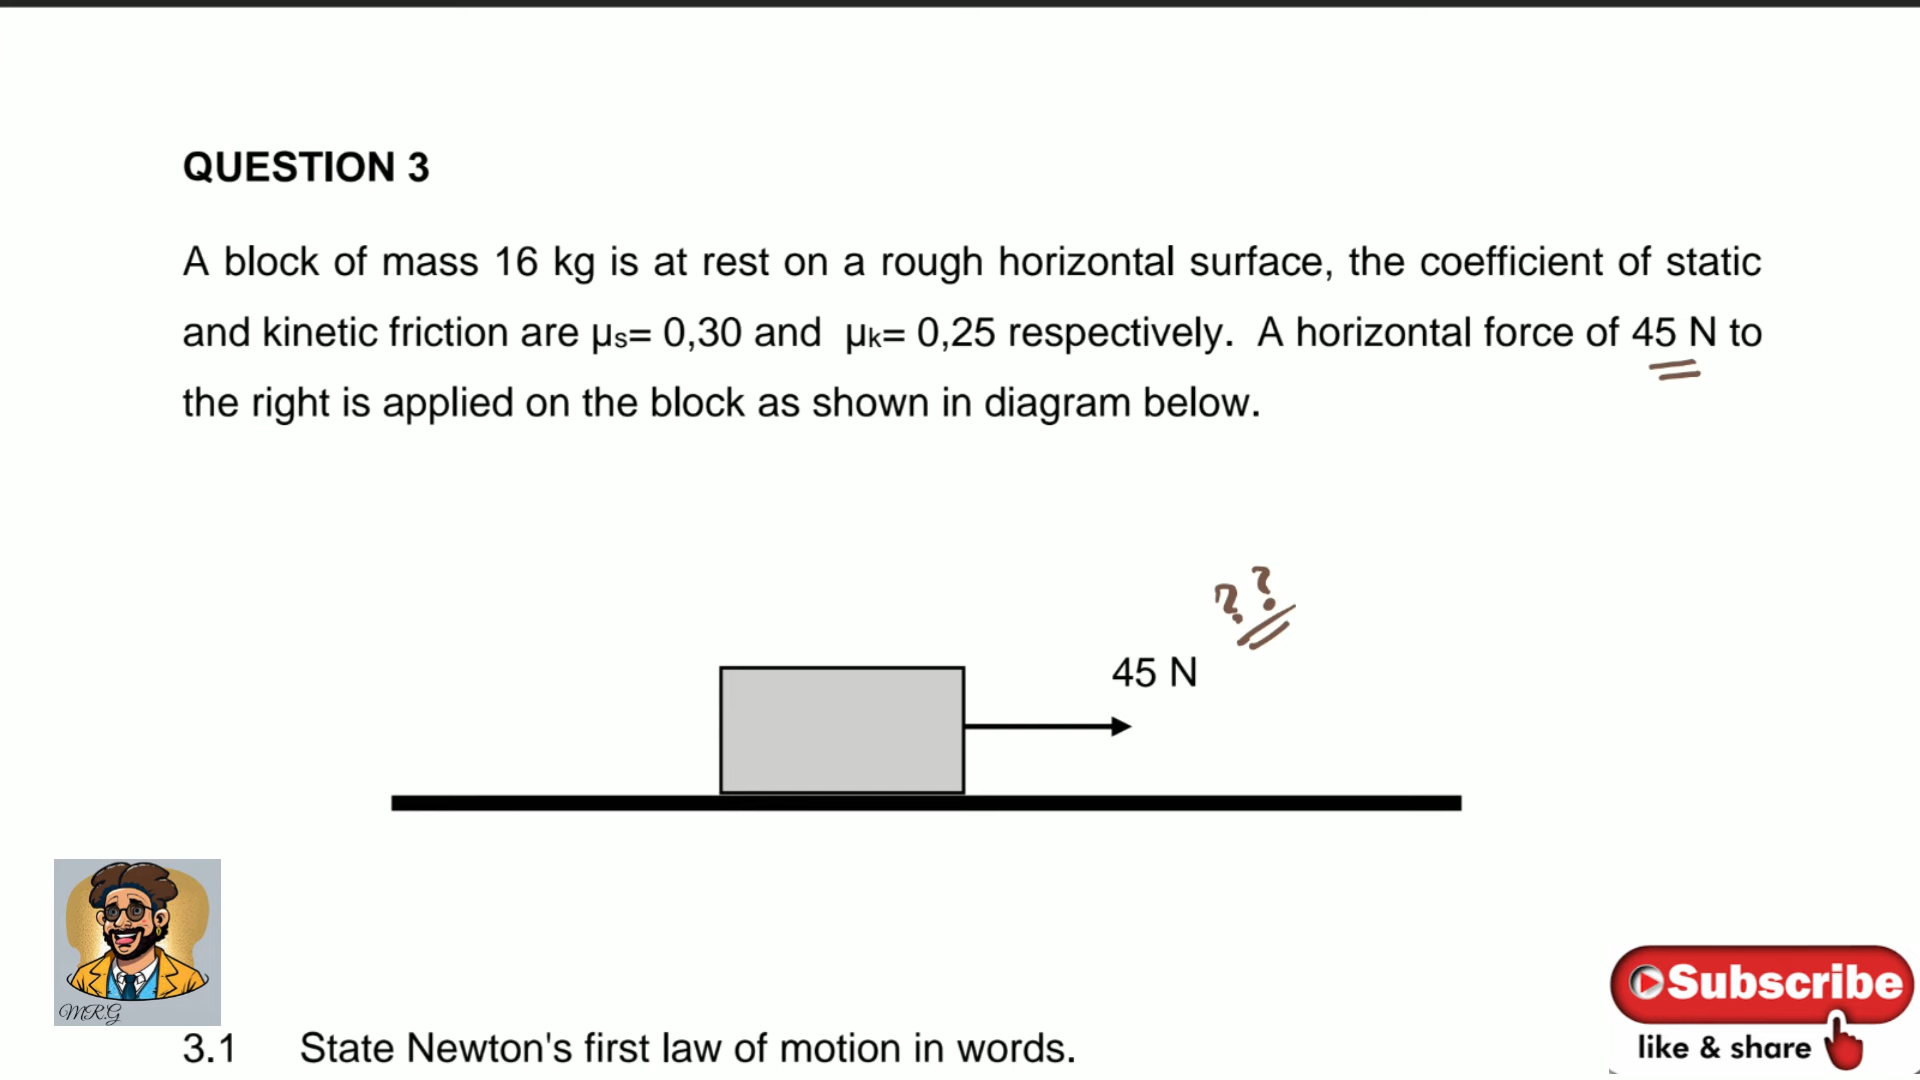 QUESTION 3
A block of mass 16 kg is at rest on a rough horizontal surface, the coefficient of static
and kinetic friction are μs= 0,30 and μk= 0,25 respectively. A horizontal force of 45 N to
the right is applied on the block as shown in diagram below.
??
45 N
MR.G
3.1 State Newton's first law of motion in words.
Subscribe
like & share